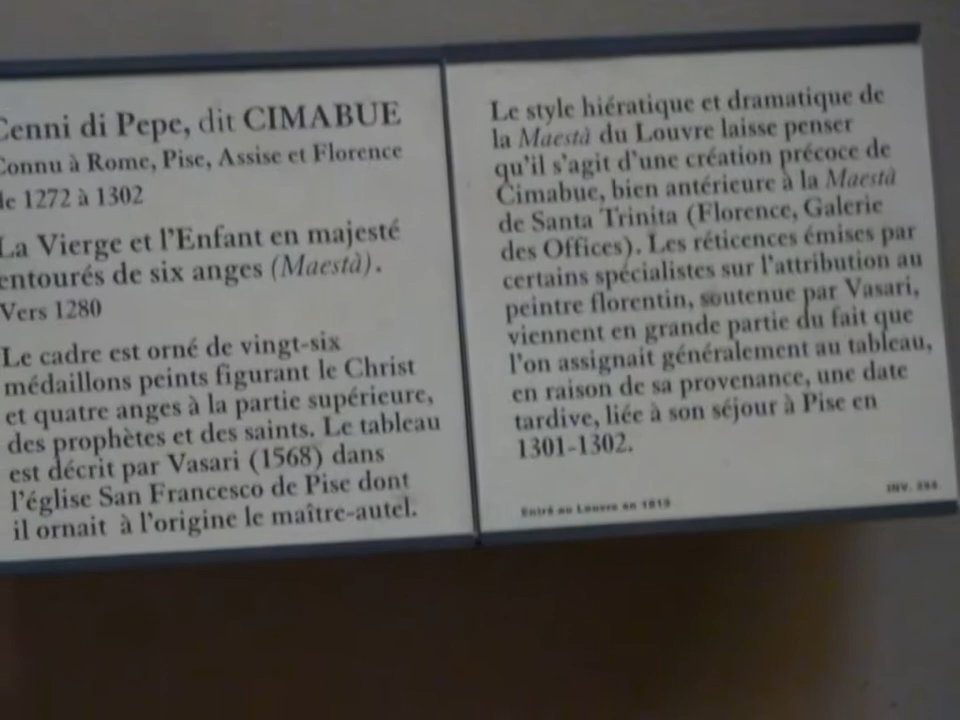 Cenni di Pepe, dit CIMABUE
Connu à Rome, Pise, Assise et Florence
de 1272 à 1302
La Vierge et l'Enfant en majesté
entourés de six anges (Maestà).
Vers 1280
Le cadre est orné de vingt-six
médaillons peints figurant le Christ
et quatre anges à la partie supérieure,
des prophètes et des saints. Le tableau
est décrit par Vasari (1568) dans
l'église San Francesco de Pise dont
il ornait à l'origine le maître-autel.
Le style hiératique et dramatique de
la Maestà du Louvre laisse penser
qu'il s'agit d'une création précoce de
Cimabue, bien antérieure à la Maestà
de Santa Trinita (Florence, Galerie
des Offices). Les réticences émises par
certains spécialistes sur l'attribution au
peintre florentin, soutenue par Vasari,
viennent en grande partie du fait que
l'on assignait généralement au tableau,
en raison de sa provenance, une date
tardive, liée à son séjour à Pise en
1301-1302.
Entré au Louvre en
INV.